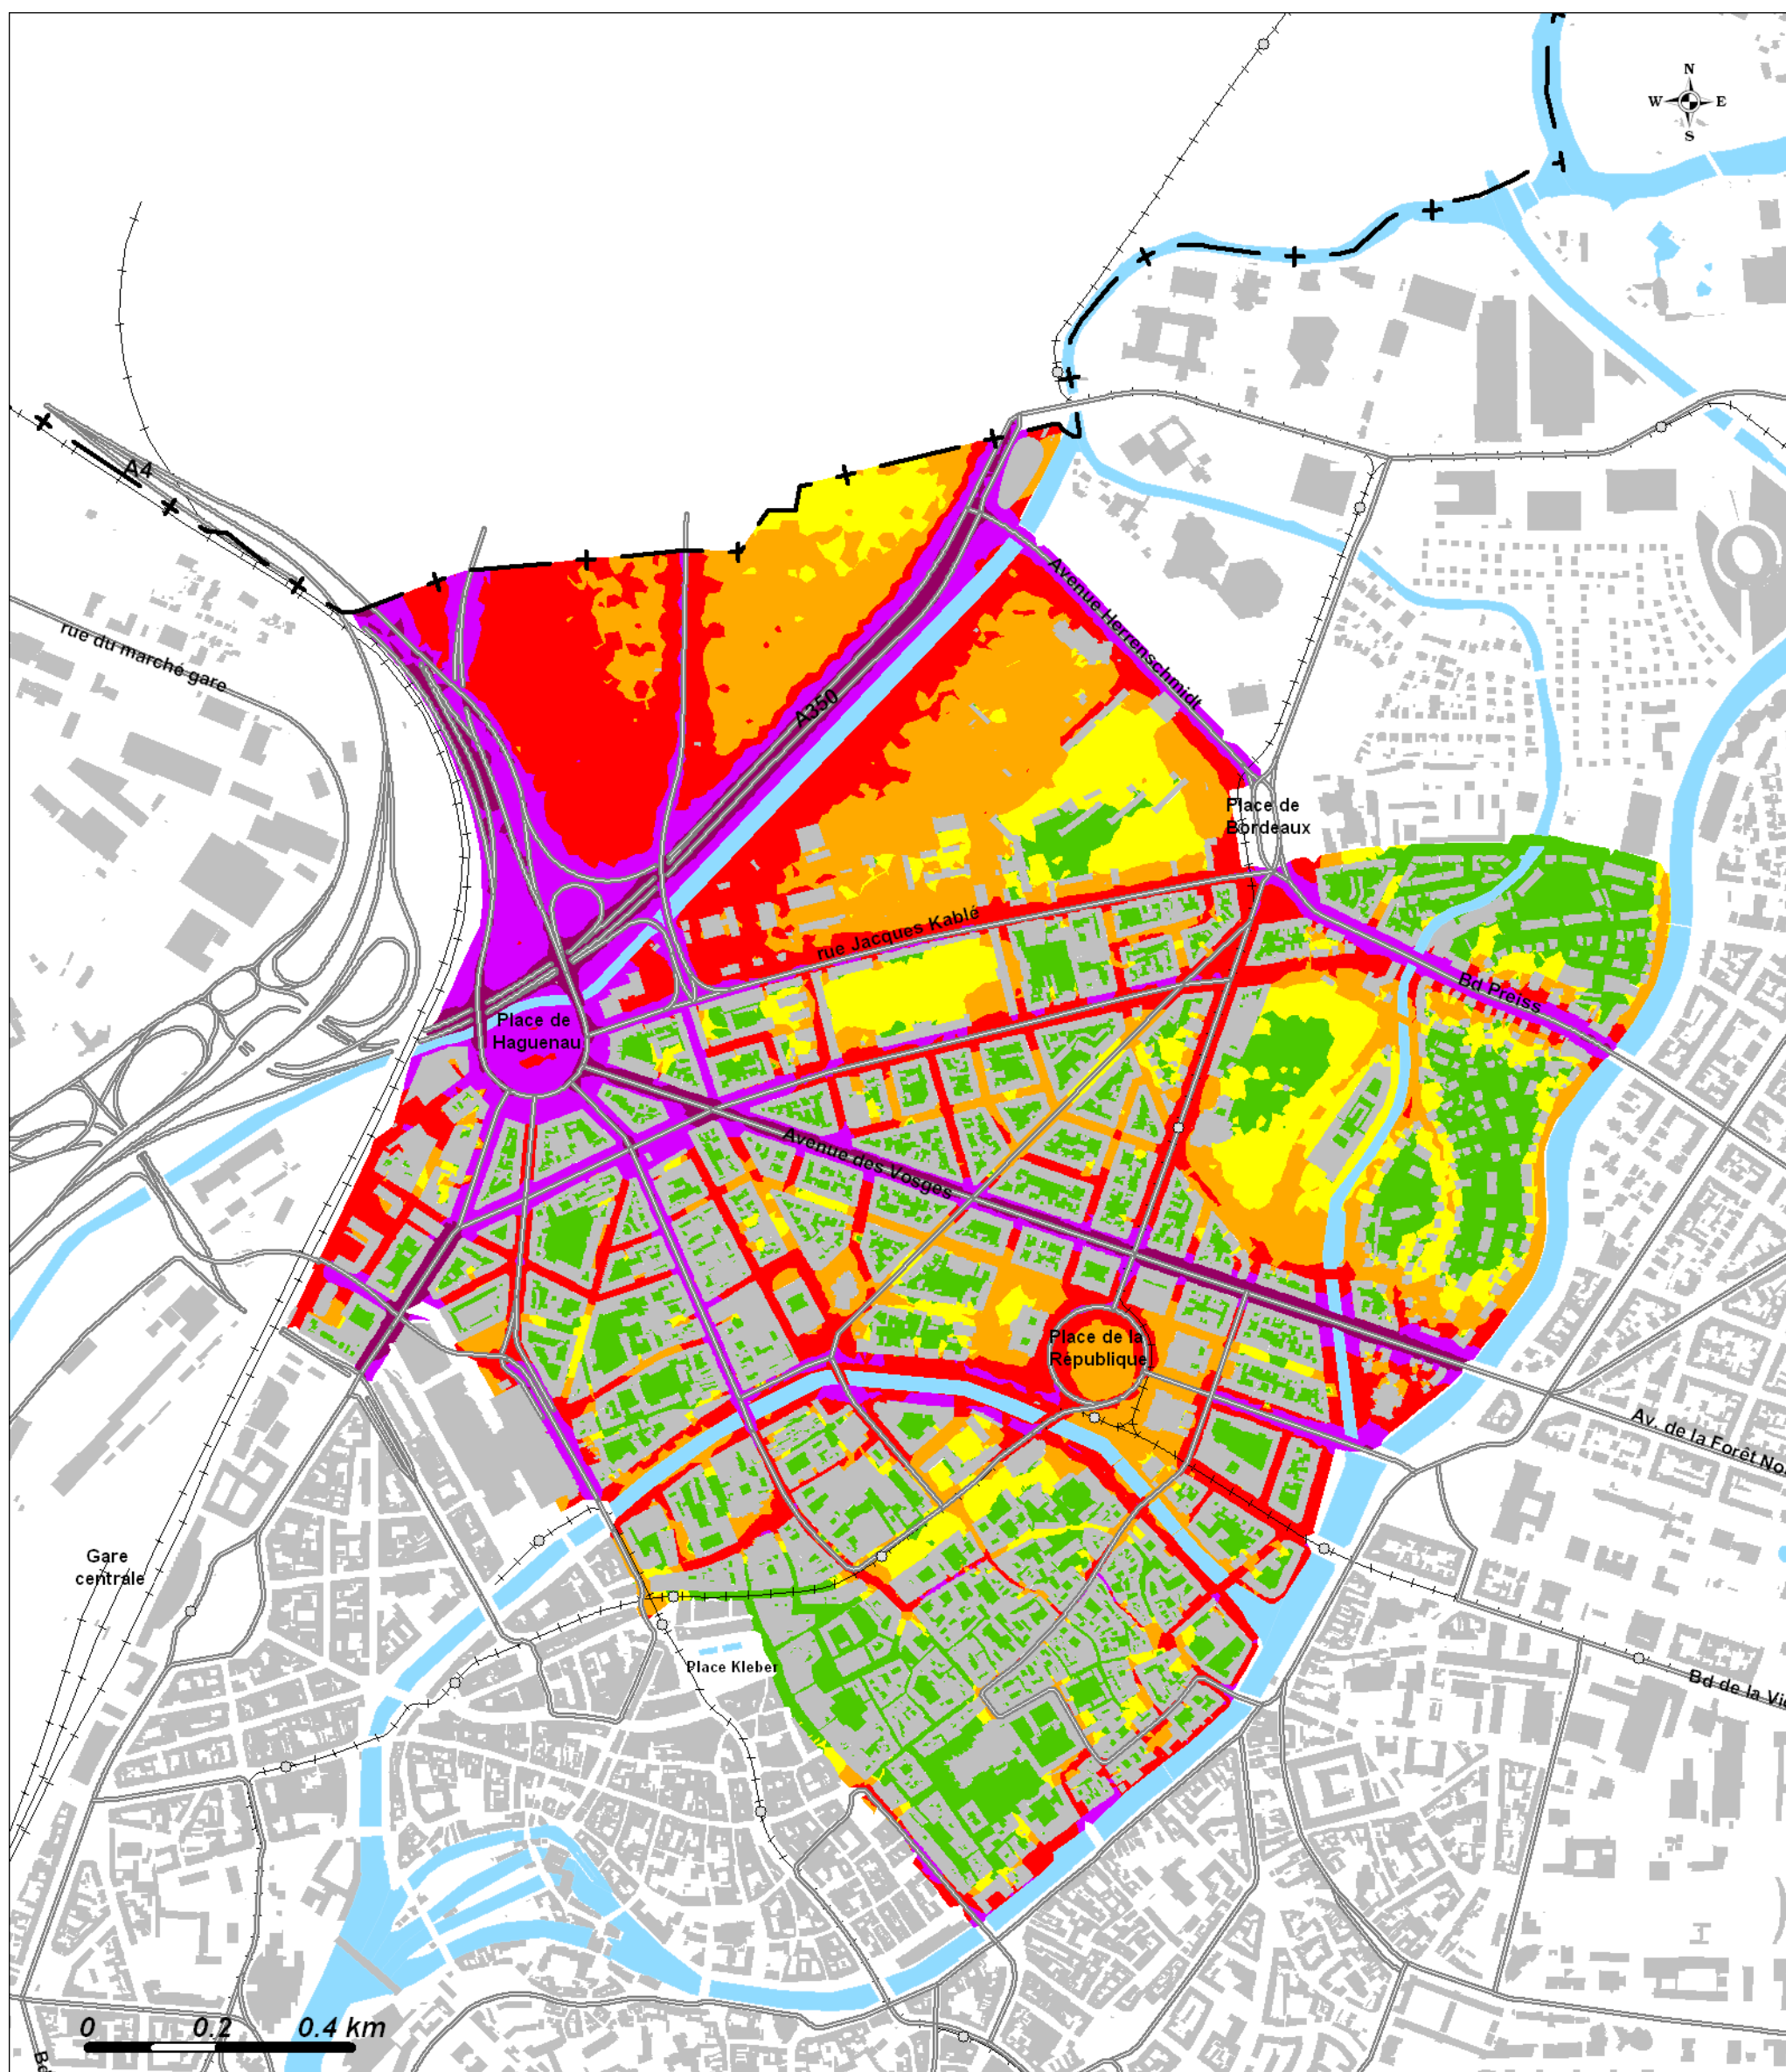 N
W E
S
A4
rue du marché gare
Avenue Herrenschmidt
A350
Place de
Bordeaux
rue Jacques Kablé
Bd Preiss
Place de
Haguenau
Avenue des Vosges
Place de la
République
Av. de la Forêt No
Gare
centrale
Place Kleber
Bd de la Vi
0 0.2 0.4 km